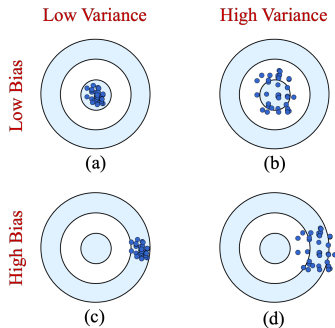 Low Variance High Variance
Low Bias
(a) (b)
High Bias
(c) (d)